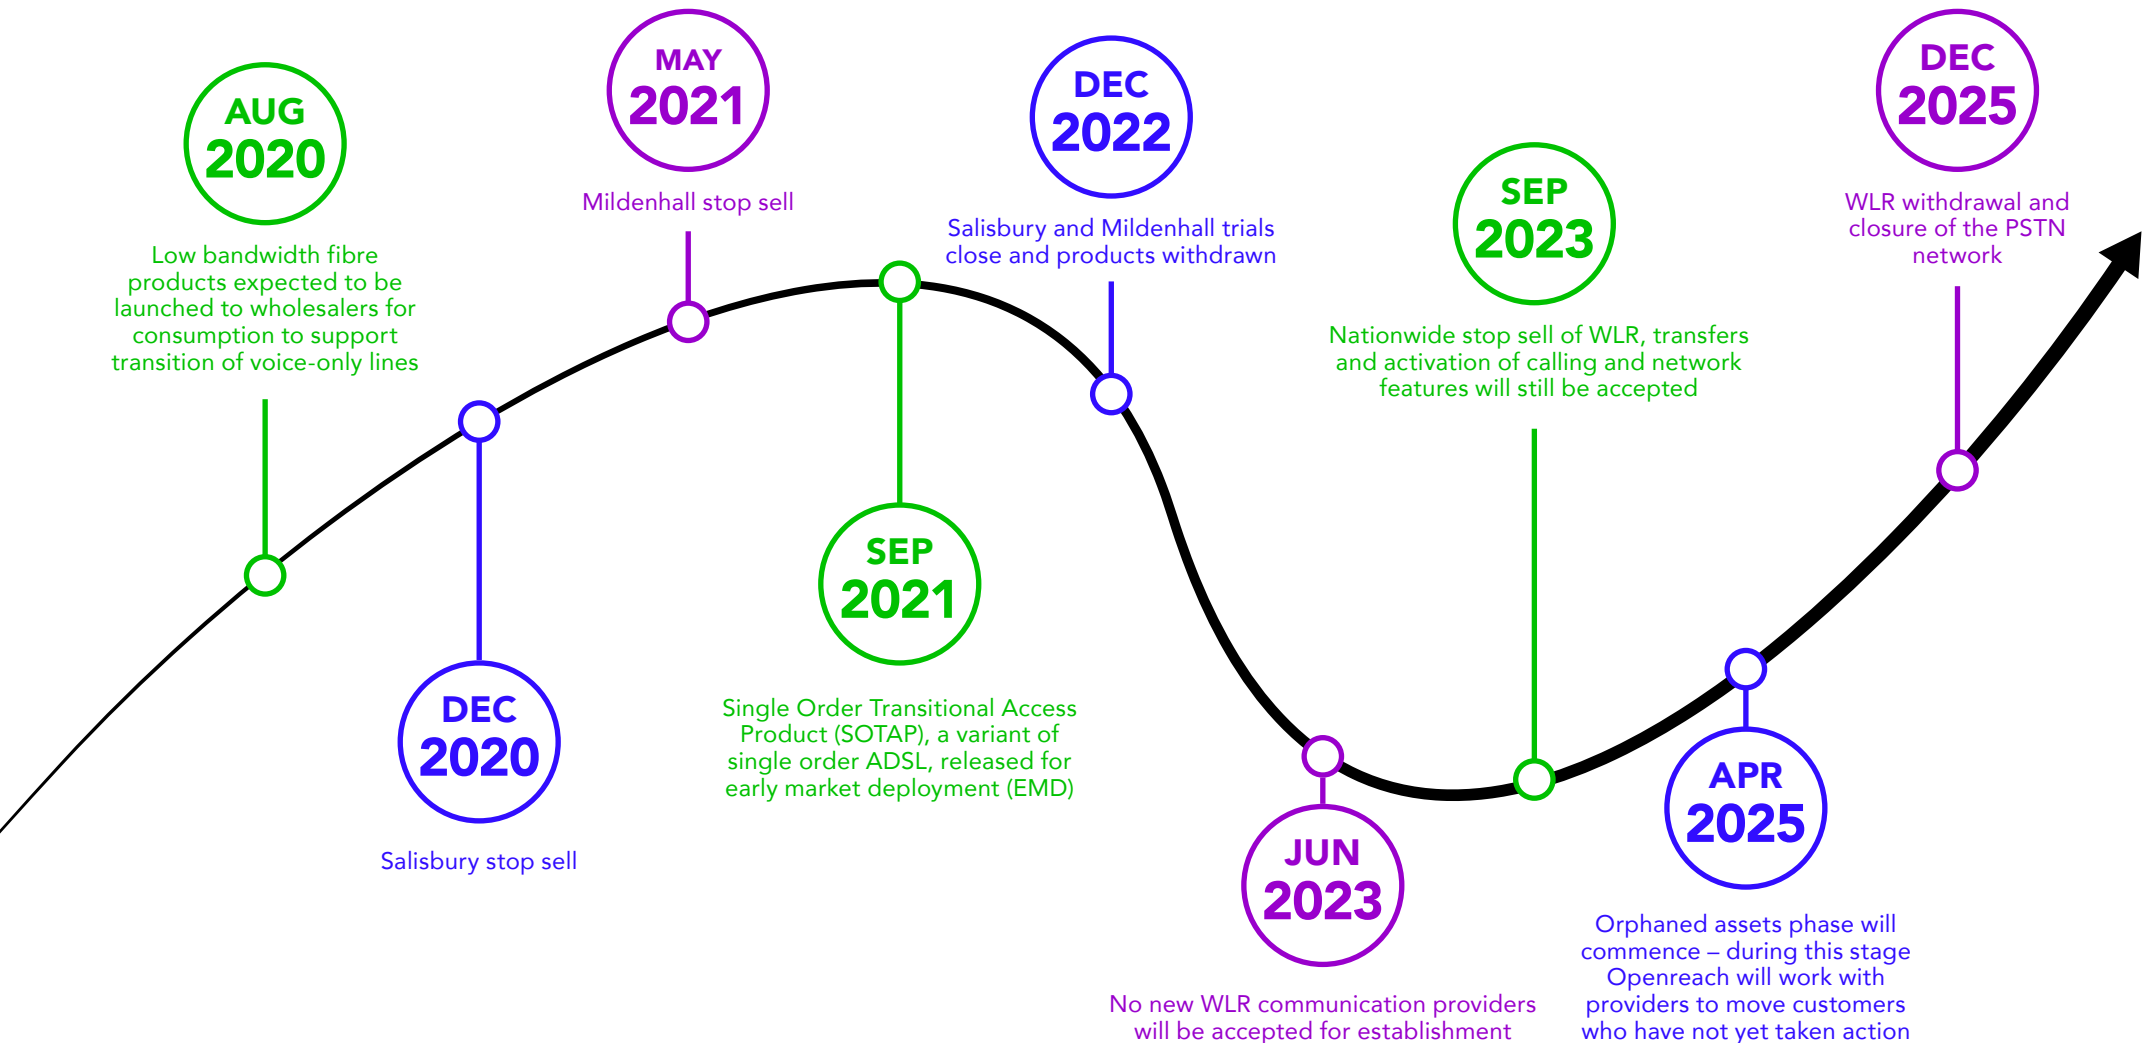 AUG
2020
Low bandwidth fibre
products expected to be
launched to wholesalers for
consumption to support
transition of voice-only lines
DEC
2020
Salisbury stop sell
MAY
2021
Mildenhall stop sell
SEP
2021
Single Order Transitional Access
Product (SOTAP), a variant of
single order ADSL, released for
early market deployment (EMD)
DEC
2022
Salisbury and Mildenhall trials
close and products withdrawn
JUN
2023
No new WLR communication providers
will be accepted for establishment
SEP
2023
Nationwide stop sell of WLR, transfers
and activation of calling and network
features will still be accepted
APR
2025
Orphaned assets phase will
commence – during this stage
Openreach will work with
providers to move customers
who have not yet taken action
DEC
2025
WLR withdrawal and
closure of the PSTN
network